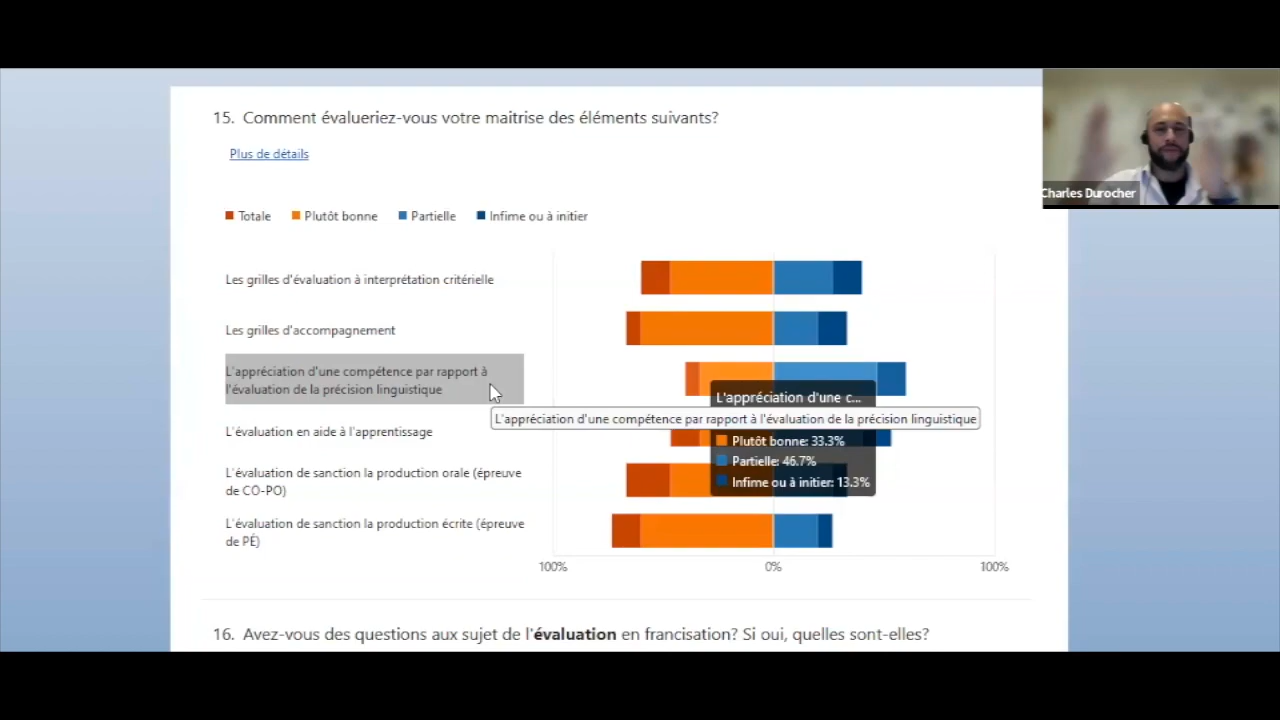 15. Comment évalueriez-vous votre maitrise des éléments suivants?
Plus de détails
Totale
Plutôt bonne
Partielle
Infime ou à initier
Les grilles d'évaluation à interprétation critérielle
Les grilles d'accompagnement
L'appréciation d'une compétence par rapport à
l'évaluation de la précision linguistique
L'appréciation d'une c...
L'appréciation d'une compétence par rapport à l'évaluation de la précision linguistique
Plutôt bonne: 33.3%
Partielle: 46.7%
Infime ou à initier: 13.3%
L'évaluation en aide à l'apprentissage
L'évaluation de sanction la production orale (épreuve
de CO-PO)
L'évaluation de sanction la production écrite (épreuve
de PÉ)
100%
0%
100%
16. Avez-vous des questions aux sujet de l'évaluation en francisation? Si oui, quelles sont-elles?
Charles Durocher